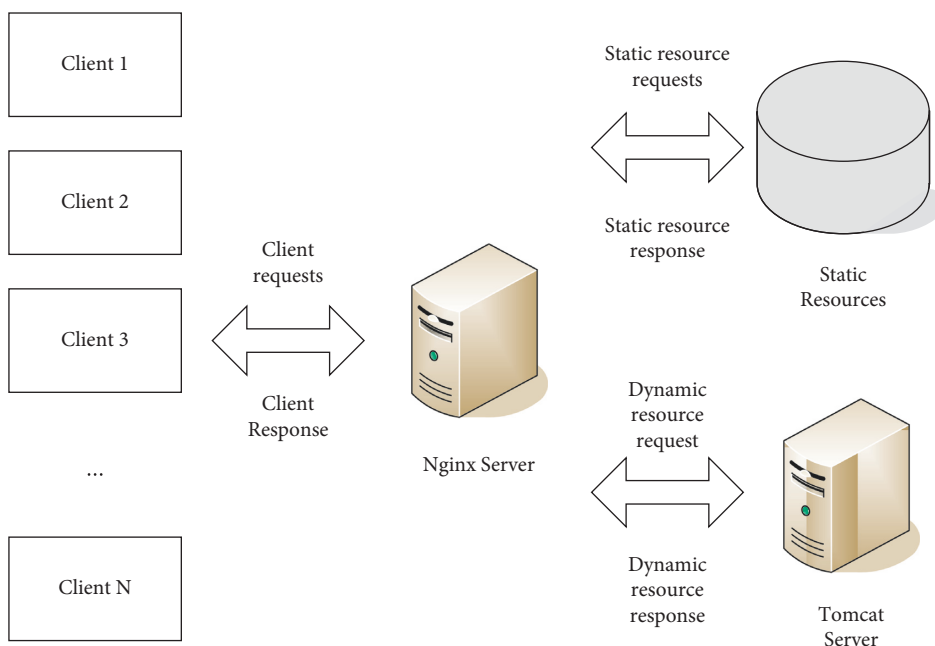 Client 1
Client 2
Client 3
...
Client N
Client
requests
Client
Response
Nginx Server
Static resource
requests
Static resource
response
Static
Resources
Dynamic
resource
request
Dynamic
resource
response
Tomcat
Server